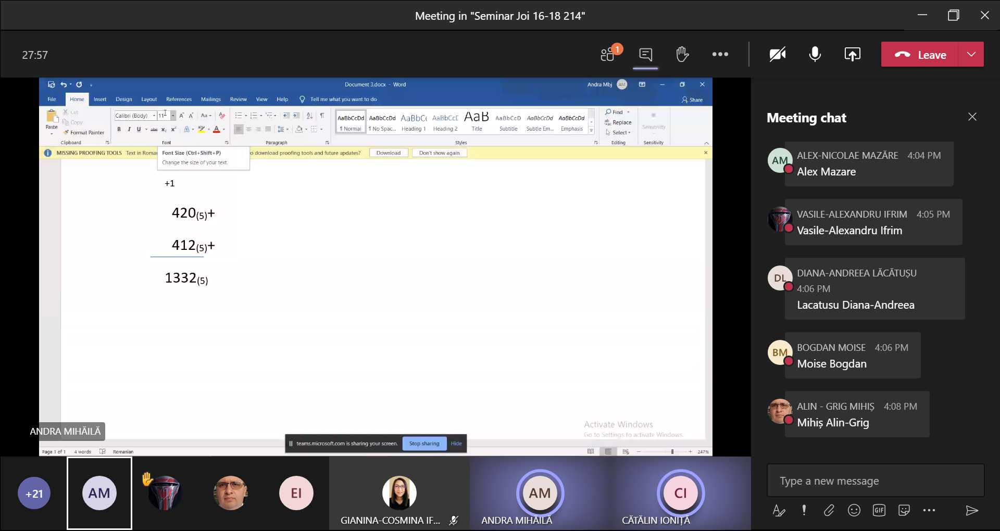 Meeting in "Seminar Joi 16-18 214"
27:57
1
Leave
Document 3.docx - Word
Andra Mbj AM
File Home Insert Design Layout References Mailings Review View Help Tell me what you want to do
Share
Paste
Cut
Copy
Format Painter
Clipboard
Calibri (Body) 11
Font
Paragraph
AaBbCcDd AaBbCcDd AaBbCc AaBbCcC AaB AaBbCcD AaBbCcDd AaBbCcDd
¶ Normal ¶ No Spac... Heading 1 Heading 2 Title Subtitle Subtle Em... Emphasis
Styles
Find
Replace
Select
Editing
Sensitivity
Sensitivity
MISSING PROOFING TOOLS Text in Roma
o download proofing tools and future updates?
Download
Don't show again
Font Size (Ctrl+Shift+P)
Change the size of your text.
+1
420(5)+
412(5)+
1332(5)
Activate Windows
Go to Settings to activate Windows.
ANDRA MIHĂILĂ
teams.microsoft.com is sharing your screen.
Stop sharing
Hide
Page 1 of 1 4 words Romanian
247%
+21
AM
EI
GIANINA-COSMINA IF...
AM
ANDRA MIHĂILĂ
CI
CĂTĂLIN IONIȚĂ
Meeting chat
AM
ALEX-NICOLAE MAZĂRE 4:04 PM
Alex Mazare
VASILE-ALEXANDRU IFRIM 4:05 PM
Vasile-Alexandru Ifrim
DL
DIANA-ANDREEA LĂCĂTUȘU
4:06 PM
Lacatusu Diana-Andreea
BM
BOGDAN MOISE 4:06 PM
Moise Bogdan
ALIN - GRIG MIHIȘ 4:08 PM
Mihiș Alin-Grig
Type a new message
GIF